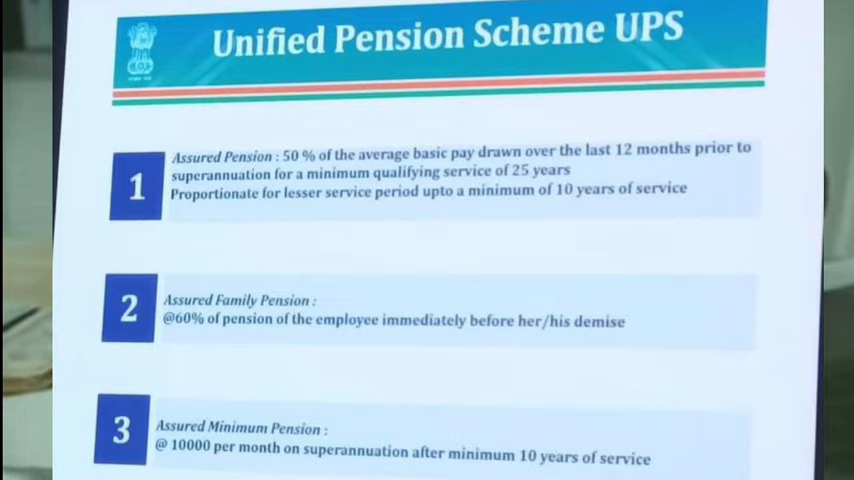 Unified Pension Scheme UPS
1
Assured Pension : 50 % of the average basic pay drawn over the last 12 months prior to
superannuation for a minimum qualifying service of 25 years
Proportionate for lesser service period upto a minimum of 10 years of service
2
Assured Family Pension :
@60% of pension of the employee immediately before her/his demise
3
Assured Minimum Pension :
@ 10000 per month on superannuation after minimum 10 years of service